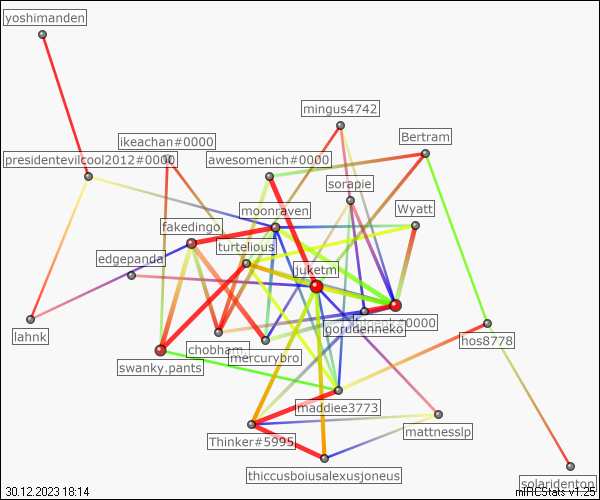 yoshimanden
mingus4742
ikeachan#0000
Bertram
presidentevilcool2012#0000
awesomenich#0000
sorapie
moonraven
Wyatt
fakedingo.
turtelious
edgepanda
juketm
lahnk
gorudenneko
#0000
hos8778
chobham.
mercurybro
swanky.pants
maddiee3773
mattnesslp
Thinker#5995
thiccusboiusalexusjoneus
solaridenton
30.12.2023 18:14
mIRCStats v1.25